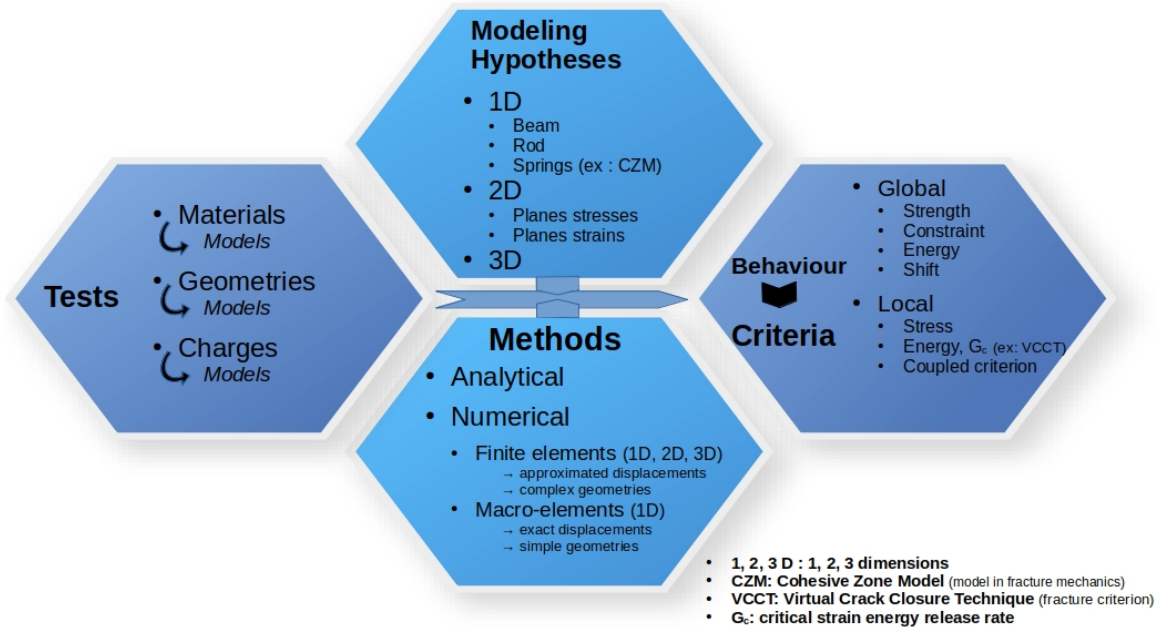 Modeling
Hypotheses
• 1D
• Beam
• Rod
• Springs (ex : CZM)
• 2D
• Planes stresses
• Planes strains
• 3D
Tests
• Materials
Models
• Geometries
Models
• Charges
Models
Methods
• Analytical
• Numerical
• Finite elements (1D, 2D, 3D)
→ approximated displacements
→ complex geometries
• Macro-elements (1D)
→ exact displacements
→ simple geometries
Behaviour
Criteria
• Global
• Strength
• Constraint
• Energy
• Shift
• Local
• Stress
• Energy, G꜀ (ex: VCCT)
• Coupled criterion
• 1, 2, 3 D : 1, 2, 3 dimensions
• CZM: Cohesive Zone Model (model in fracture mechanics)
• VCCT: Virtual Crack Closure Technique (fracture criterion)
• G꜀: critical strain energy release rate